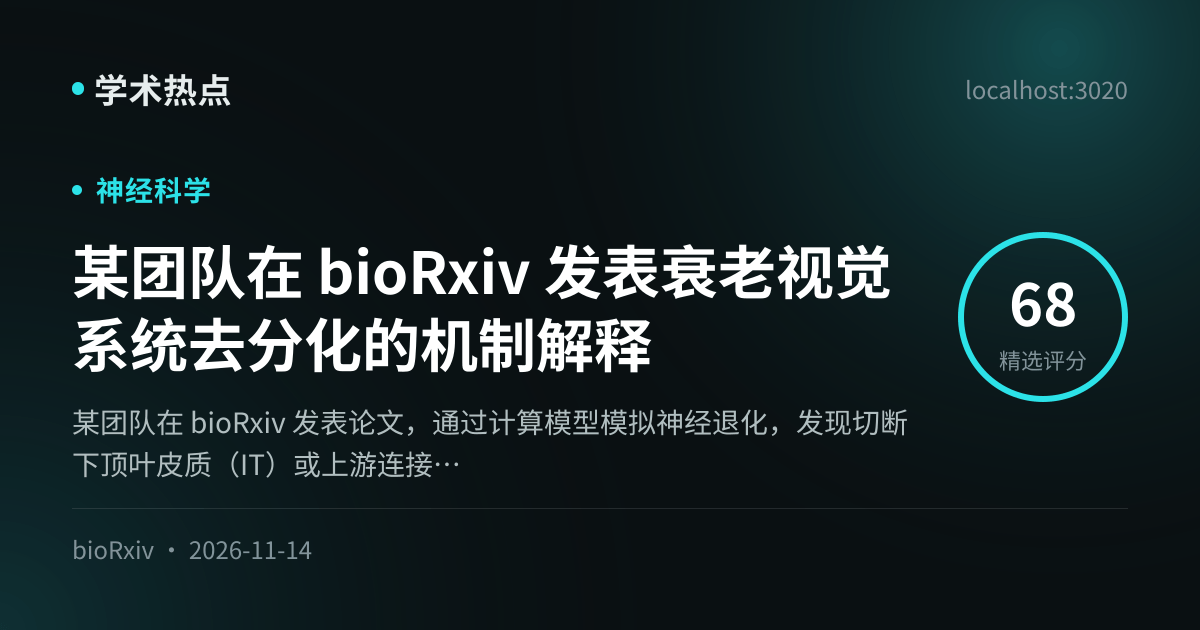 学术热点
localhost:3020
神经科学
某团队在 bioRxiv 发表衰老视觉
系统去分化的机制解释
68
精选评分
某团队在 bioRxiv 发表论文，通过计算模型模拟神经退化，发现切断
下顶叶皮质（IT）或上游连接…
bioRxiv · 2026-11-14